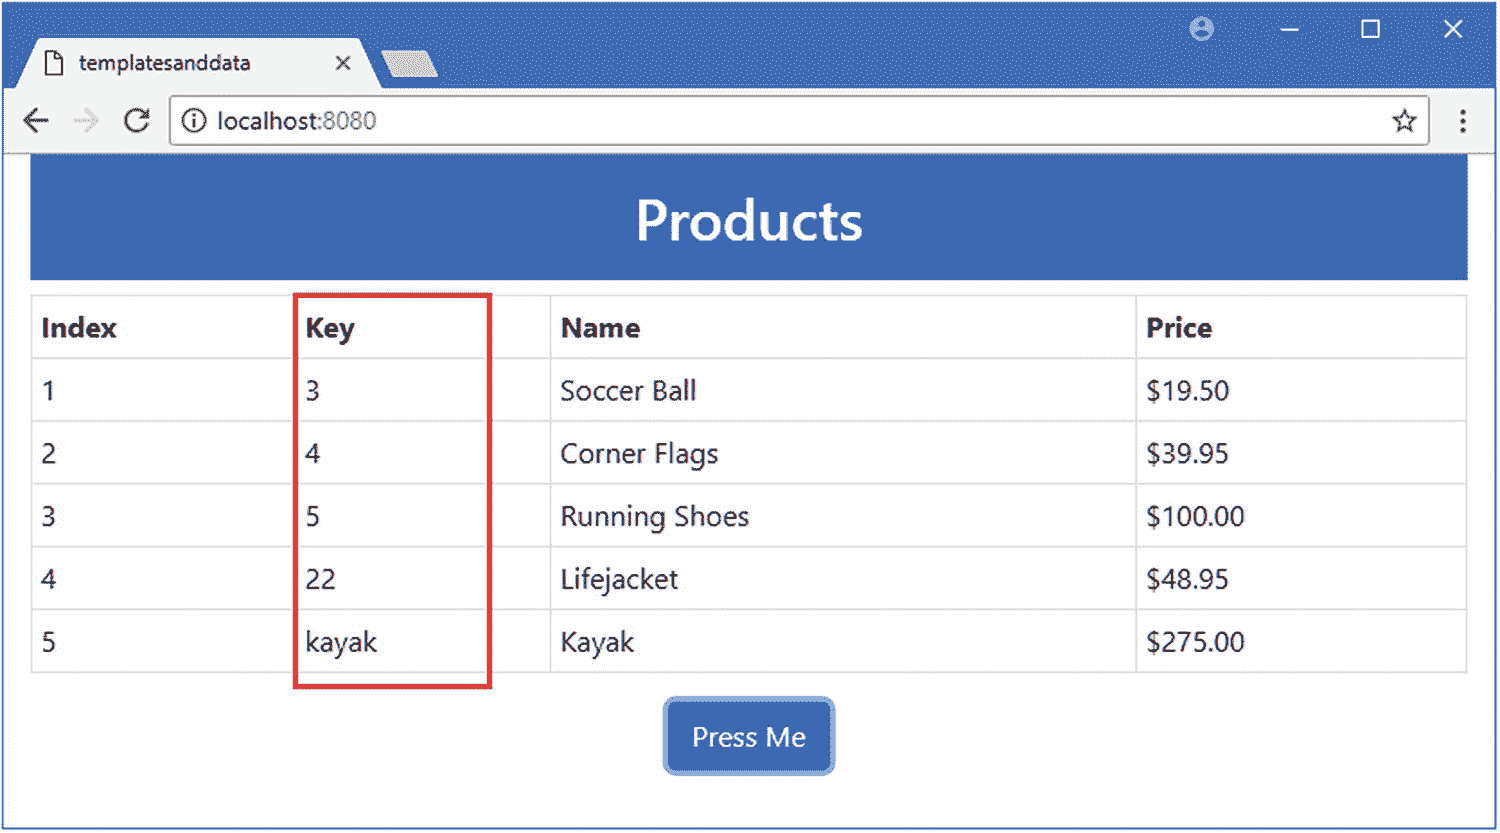 templatesanddata
localhost:8080
Products
Index Key Name Price
1 3 Soccer Ball $19.50
2 4 Corner Flags $39.95
3 5 Running Shoes $100.00
4 22 Lifejacket $48.95
5 kayak Kayak $275.00
Press Me